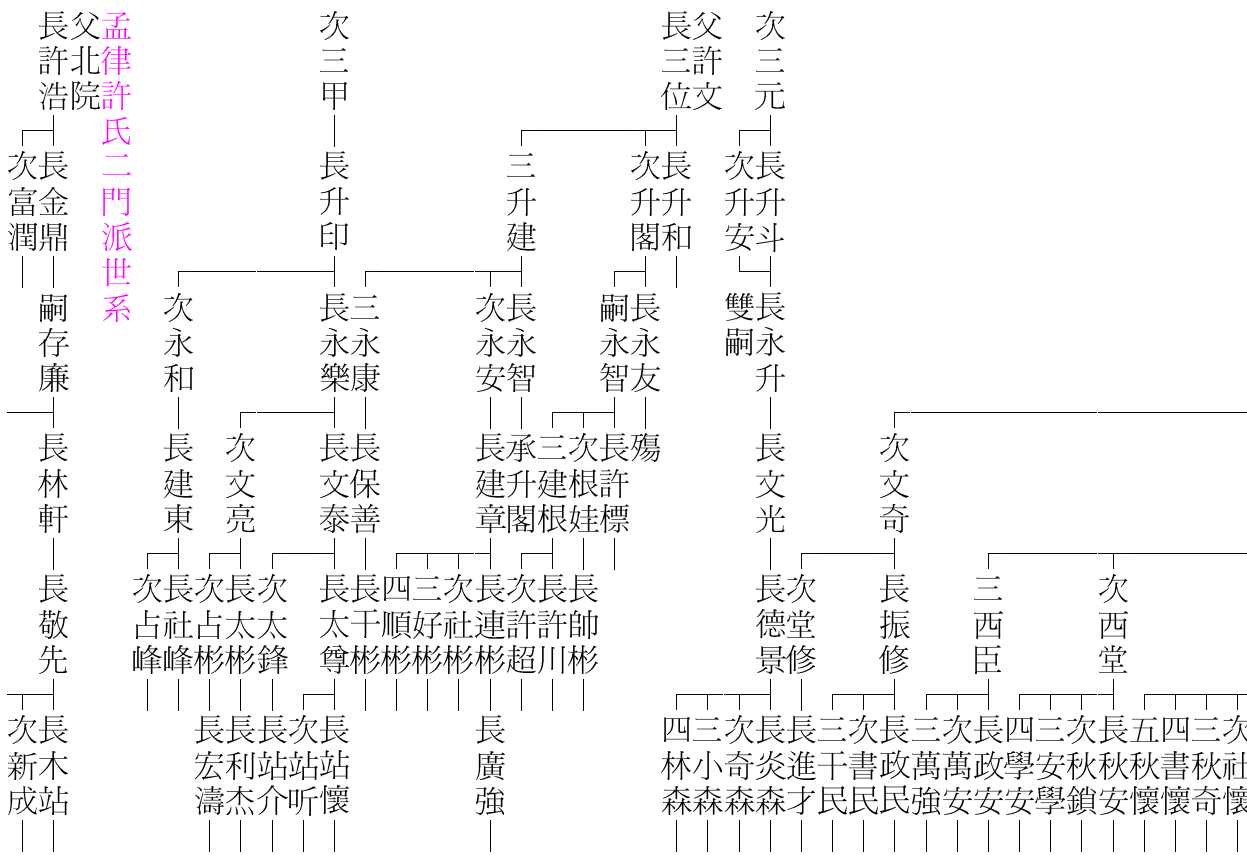 次三元
父許文
長三位
次三甲
孟律許氏二門派世系
父北院
長許浩
長升斗
次升安
長升和
次升閣
三升建
長升印
長金鼎
次富潤
長永升
雙嗣
長永友
嗣永智
長永智
次永安
三永康
長永樂
次永和
嗣存廉
次文奇
長文光
殤
長許標
次根娃
三建根
承升閣
長建章
長保善
長文泰
次文亮
長建東
長林軒
次西堂
三西臣
長振修
次堂修
長德景
長帥彬
長許川
次許超
長連彬
次社彬
三好彬
四順彬
長干彬
長太尊
次太鋒
長太彬
次占彬
長社峰
次占峰
長敬先
次社懷
三秋奇
四書懷
五秋懷
長秋安
次秋鎖
三安學
四學安
長政安
次萬安
三萬強
長政民
次書民
三干民
長進才
長炎森
次奇森
三小森
四林森
長廣強
長站懷
次站听
長站介
長利杰
長宏濤
長木站
次新成